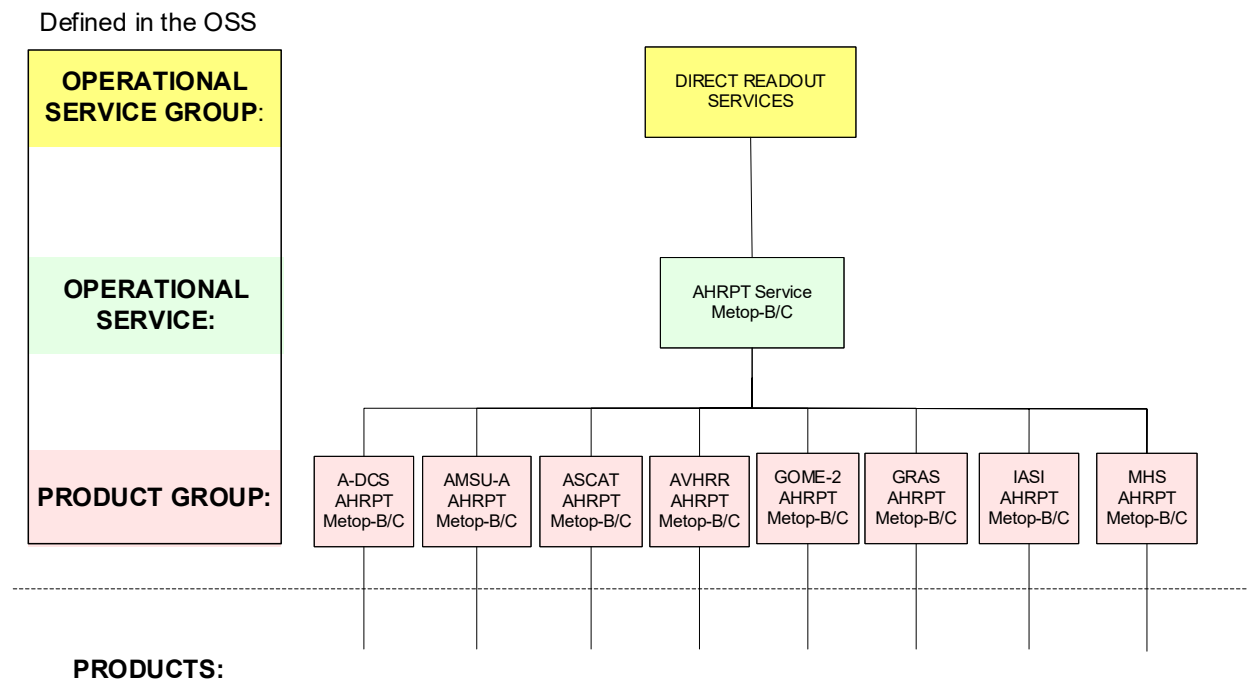 Defined in the OSS
OPERATIONAL
SERVICE GROUP:
DIRECT READOUT
SERVICES
OPERATIONAL
SERVICE:
AHRPT Service
Metop-B/C
PRODUCT GROUP:
A-DCS
AHRPT
Metop-B/C
AMSU-A
AHRPT
Metop-B/C
ASCAT
AHRPT
Metop-B/C
AVHRR
AHRPT
Metop-B/C
GOME-2
AHRPT
Metop-B/C
GRAS
AHRPT
Metop-B/C
IASI
AHRPT
Metop-B/C
MHS
AHRPT
Metop-B/C
PRODUCTS: